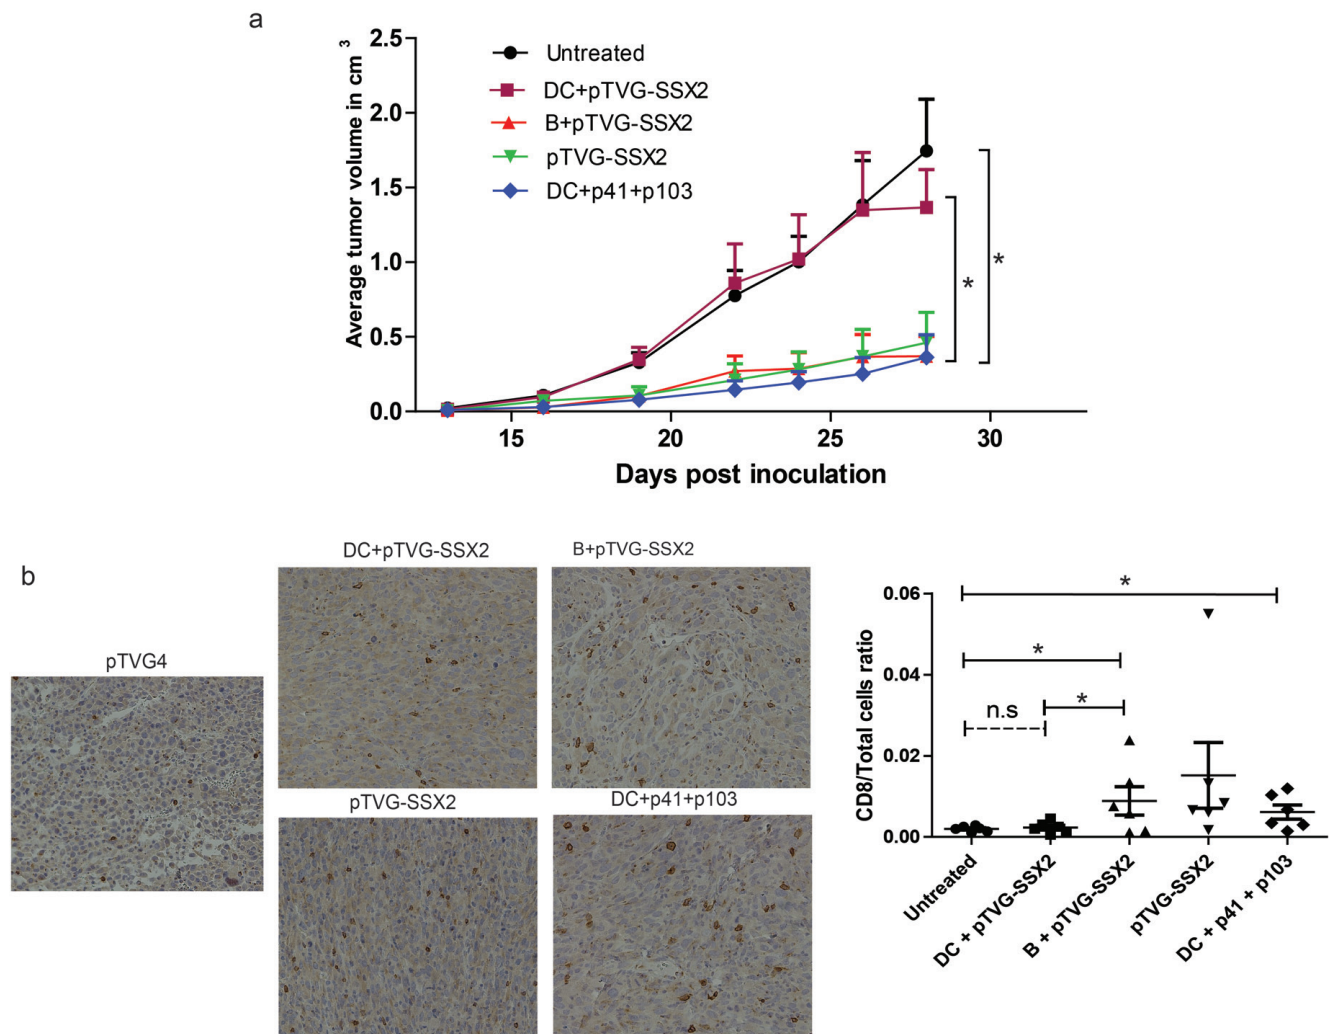 a
Average tumor volume in cm 3
2.5
2.0
1.5
1.0
0.5
0.0
Untreated
DC+pTVG-SSX2
B+pTVG-SSX2
pTVG-SSX2
DC+p41+p103
*
*
15 20 25 30
Days post inoculation
b
pTVG4
DC+pTVG-SSX2
B+pTVG-SSX2
pTVG-SSX2
DC+p41+p103
CD8/Total cells ratio
0.06
0.04
0.02
0.00
*
*
*
n.s
Untreated
DC + pTVG-SSX2
B + pTVG-SSX2
pTVG-SSX2
DC + p41 + p103